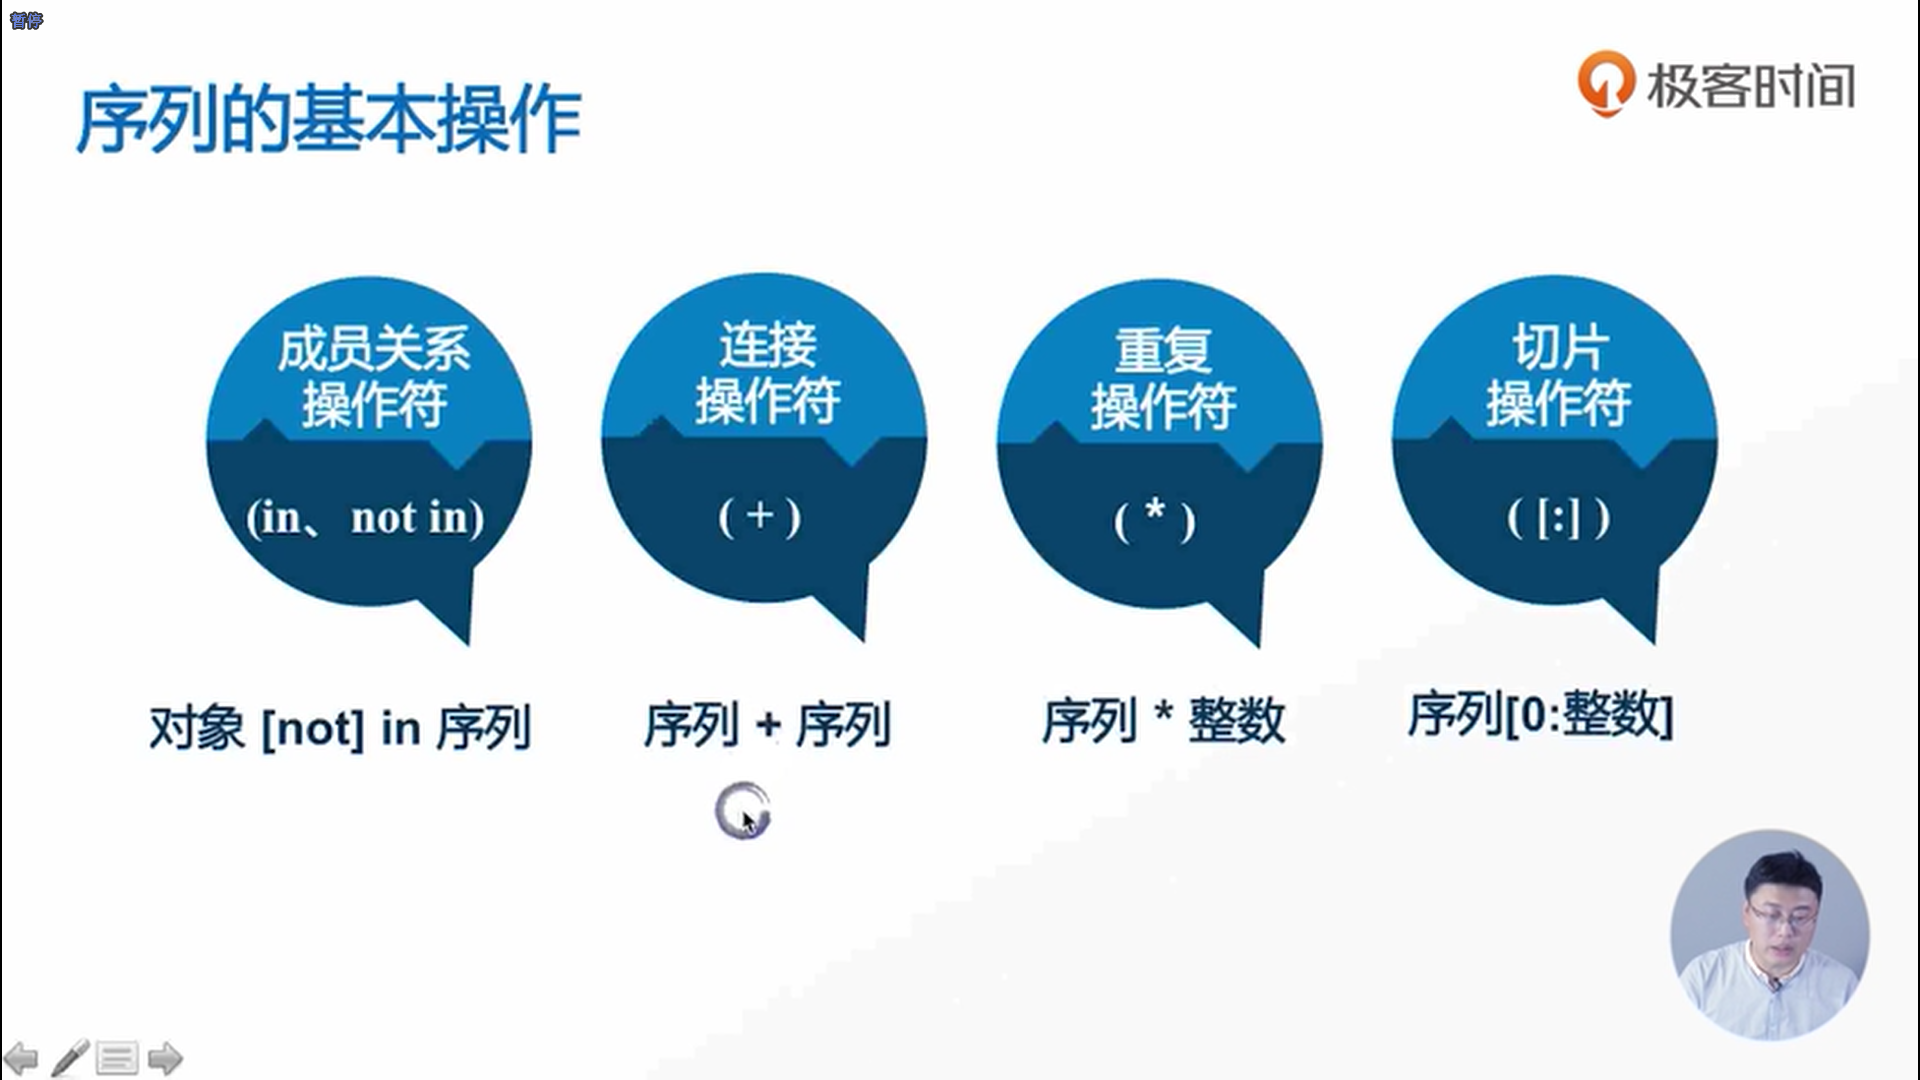 暂停
极客时间
序列的基本操作
成员关系
操作符
(in、not in)
连接
操作符
( + )
重复
操作符
( * )
切片
操作符
( [:] )
对象 [not] in 序列
序列 + 序列
序列 * 整数
序列[0:整数]